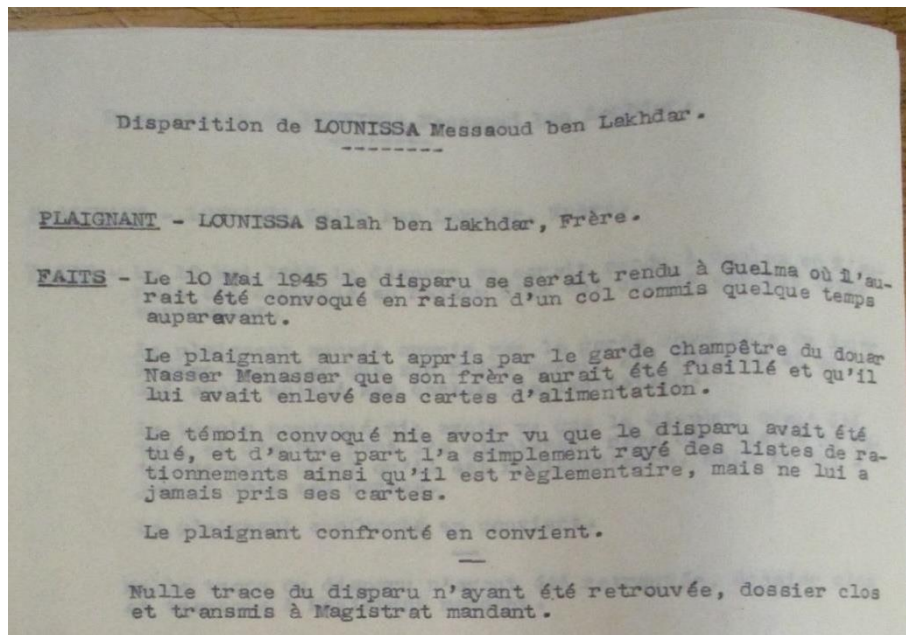 Disparition de LOUNISSA Messaoud ben Lakhdar.
--------
PLAIGNANT - LOUNISSA Salah ben Lakhdar, Frère.
FAITS - Le 10 Mai 1945 le disparu se serait rendu à Guelma où il'au-
rait été convoqué en raison d'un col commis quelque temps
auparavant.
Le plaignant aurait appris par le garde champêtre du douar
Nasser Menasser que son frère aurait été fusillé et qu'il
lui avait enlevé ses cartes d'alimentation.
Le témoin convoqué nie avoir vu que le disparu avait été
tué, et d'autre part l'a simplement rayé des listes de ra-
tionnements ainsi qu'il est règlementaire, mais ne lui a
jamais pris ses cartes.
Le plaignant confronté en convient.
—
Nulle trace du disparu n'ayant été retrouvée, dossier clos
et transmis à Magistrat mandant.